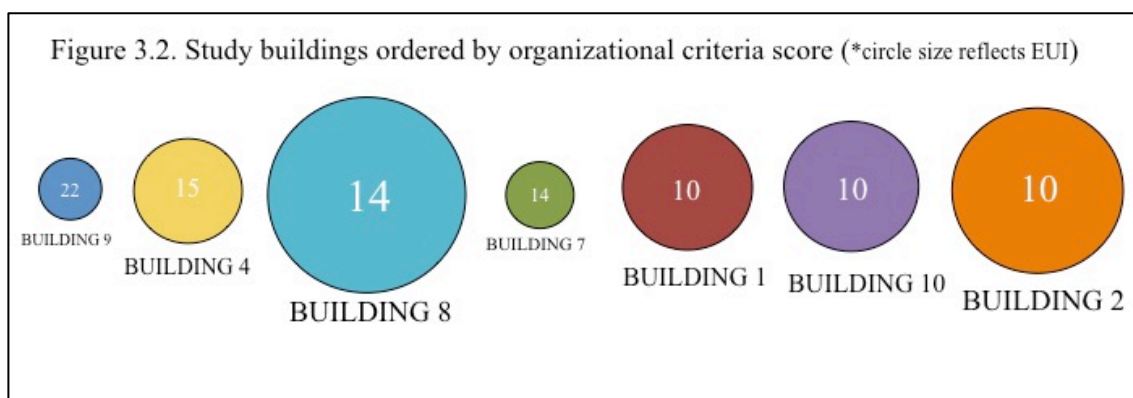 Figure 3.2. Study buildings ordered by organizational criteria score (*circle size reflects EUI)
22
BUILDING 9
15
BUILDING 4
14
BUILDING 8
14
BUILDING 7
10
BUILDING 1
10
BUILDING 10
10
BUILDING 2